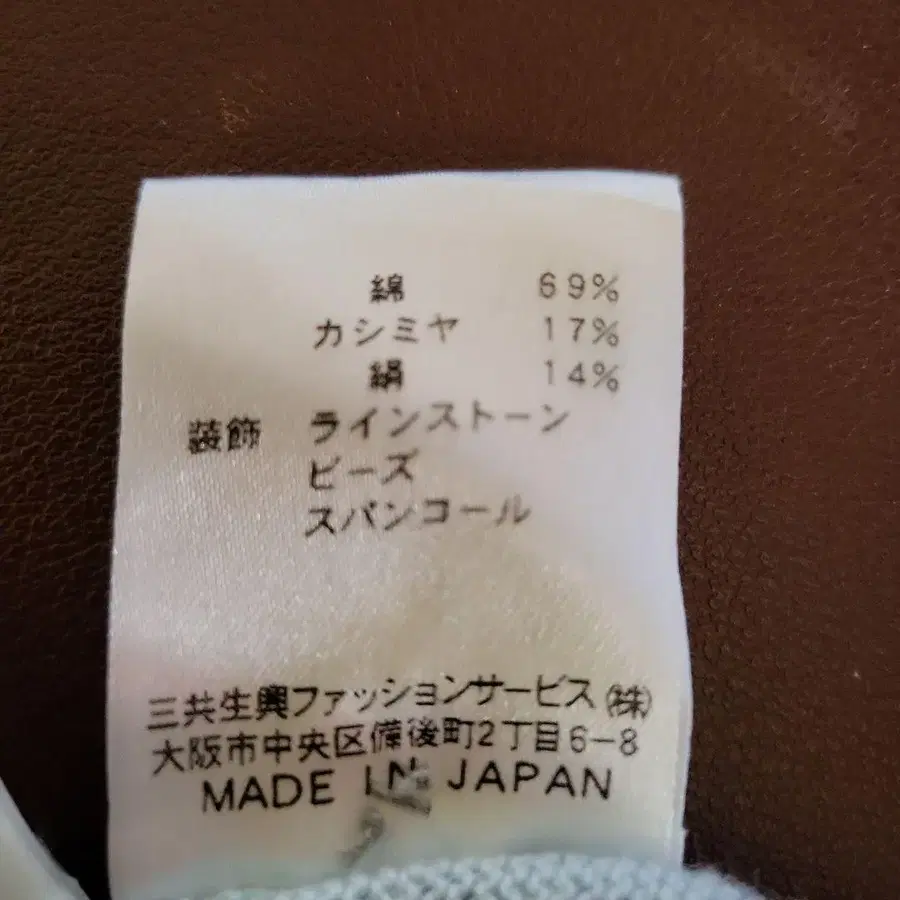 綿 69%
カシミヤ 17%
絹 14%
装飾 ラインストーン
ビーズ
スパンコール
三共生興ファッションサービス(株)
大阪市中央区備後町2丁目6-8
MADE IN JAPAN